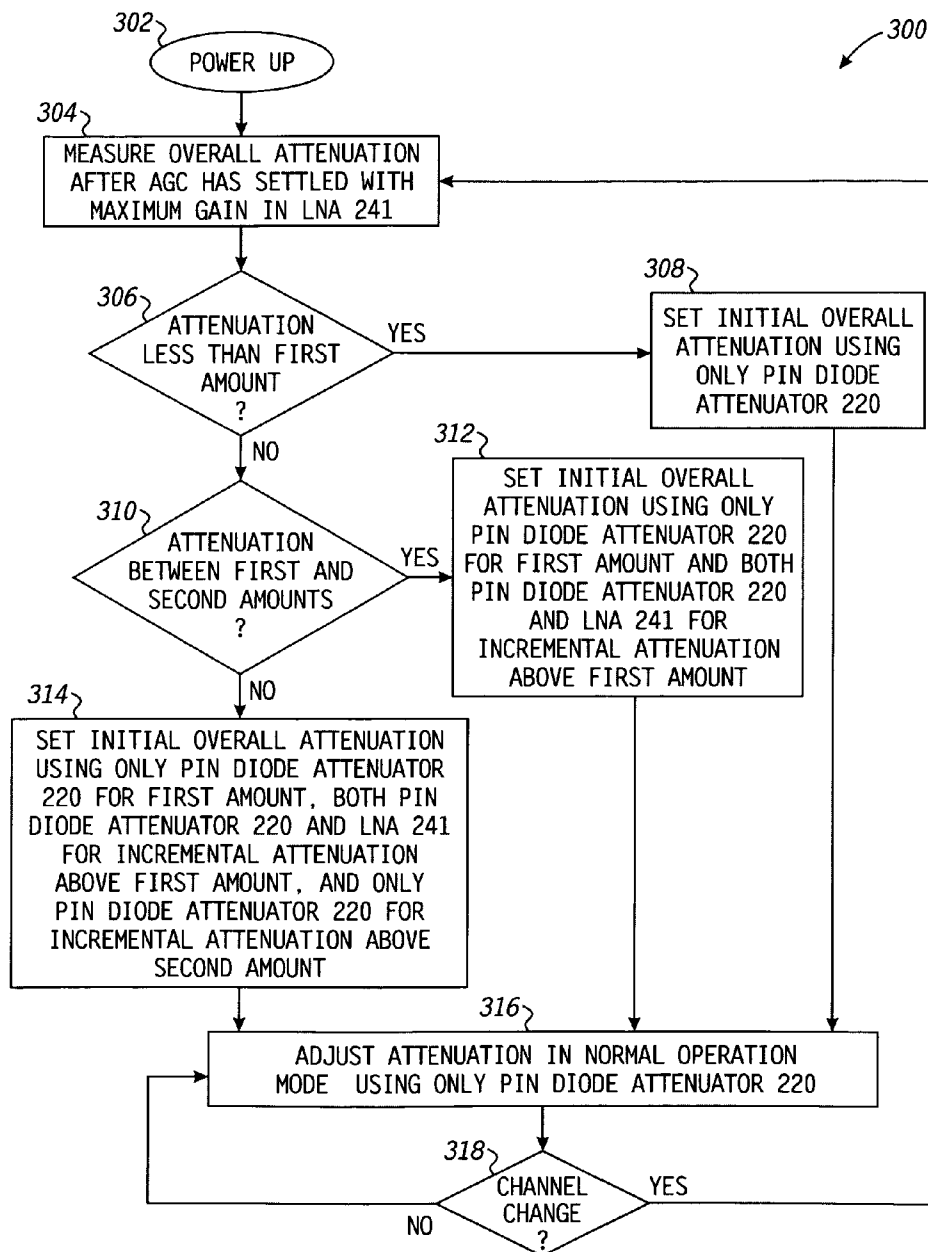 302
300
POWER UP
304
MEASURE OVERALL ATTENUATION
AFTER AGC HAS SETTLED WITH
MAXIMUM GAIN IN LNA 241
306
ATTENUATION
LESS THAN FIRST
AMOUNT
?
YES
NO
308
SET INITIAL OVERALL
ATTENUATION USING
ONLY PIN DIODE
ATTENUATOR 220
310
ATTENUATION
BETWEEN FIRST AND
SECOND AMOUNTS
?
YES
NO
312
SET INITIAL OVERALL
ATTENUATION USING ONLY
PIN DIODE ATTENUATOR 220
FOR FIRST AMOUNT AND BOTH
PIN DIODE ATTENUATOR 220
AND LNA 241 FOR
INCREMENTAL ATTENUATION
ABOVE FIRST AMOUNT
314
SET INITIAL OVERALL ATTENUATION
USING ONLY PIN DIODE ATTENUATOR
220 FOR FIRST AMOUNT, BOTH PIN
DIODE ATTENUATOR 220 AND LNA 241
FOR INCREMENTAL ATTENUATION
ABOVE FIRST AMOUNT, AND ONLY
PIN DIODE ATTENUATOR 220 FOR
INCREMENTAL ATTENUATION ABOVE
SECOND AMOUNT
316
ADJUST ATTENUATION IN NORMAL OPERATION
MODE USING ONLY PIN DIODE ATTENUATOR 220
318
CHANNEL
CHANGE
?
NO
YES